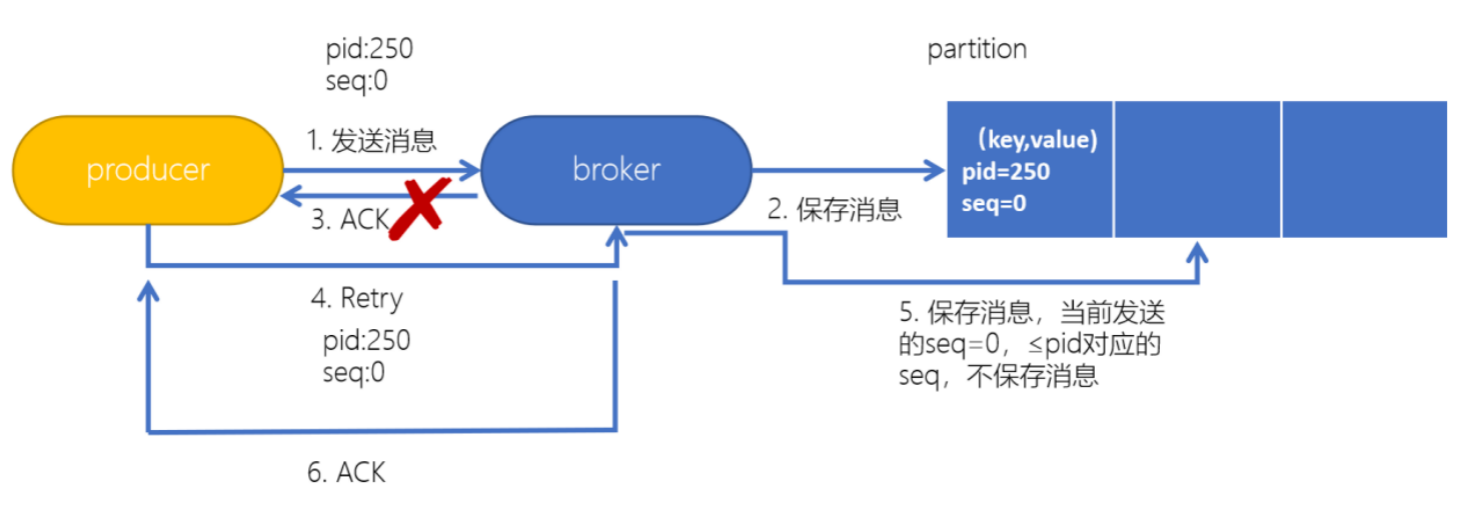 pid:250
seq:0
partition
1. 发送消息
producer
broker
（key,value)
pid=250
seq=0
2. 保存消息
3. ACK
4. Retry
pid:250
seq:0
5. 保存消息，当前发送
的seq=0，≤pid对应的
seq，不保存消息
6. ACK